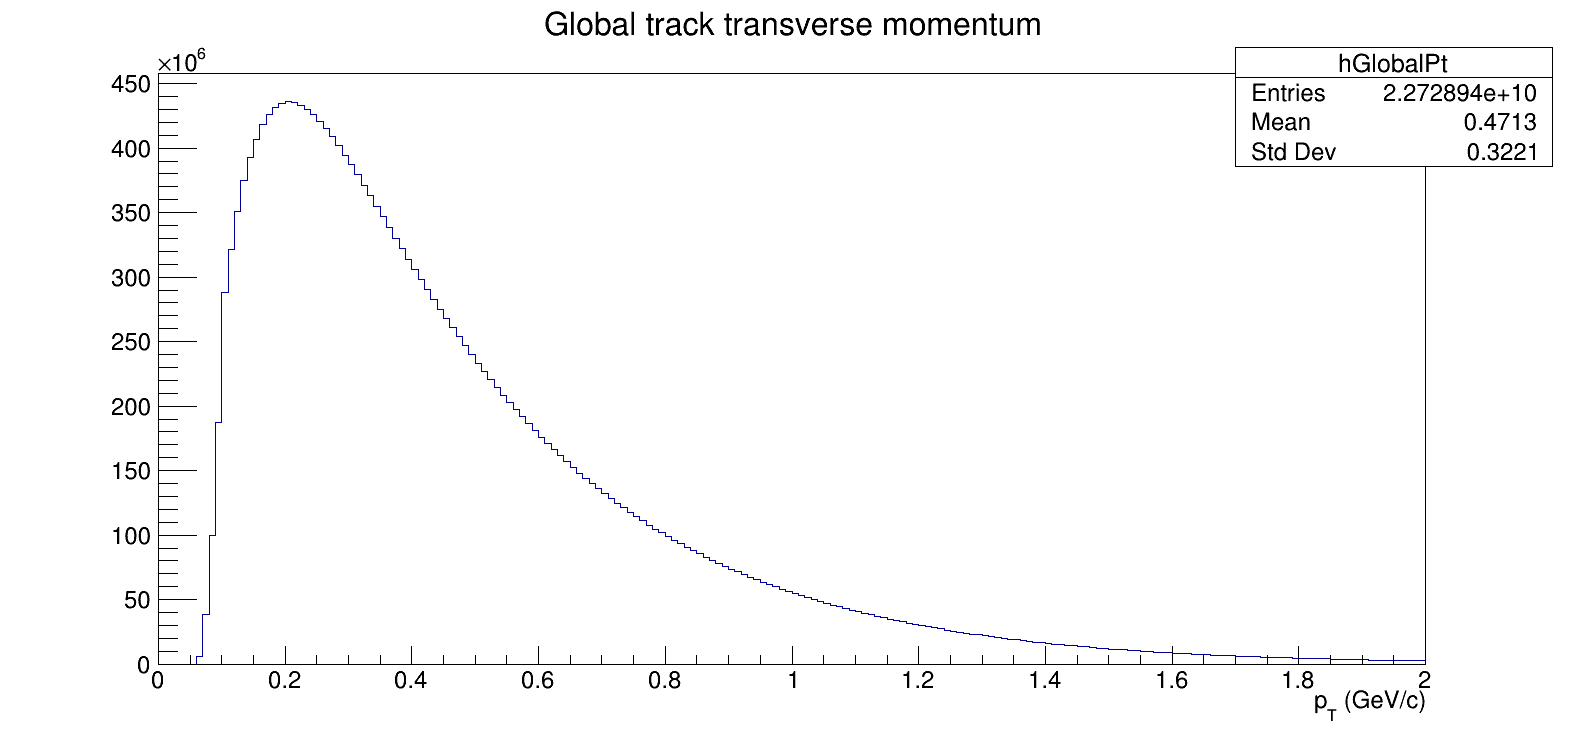 Global track transverse momentum
×10⁶
hGlobalPt
Entries 2.272894e+10
Mean 0.4713
Std Dev 0.3221
450
400
350
300
250
200
150
100
50
0
0 0.2 0.4 0.6 0.8 1 1.2 1.4 1.6 1.8 2
p_T (GeV/c)